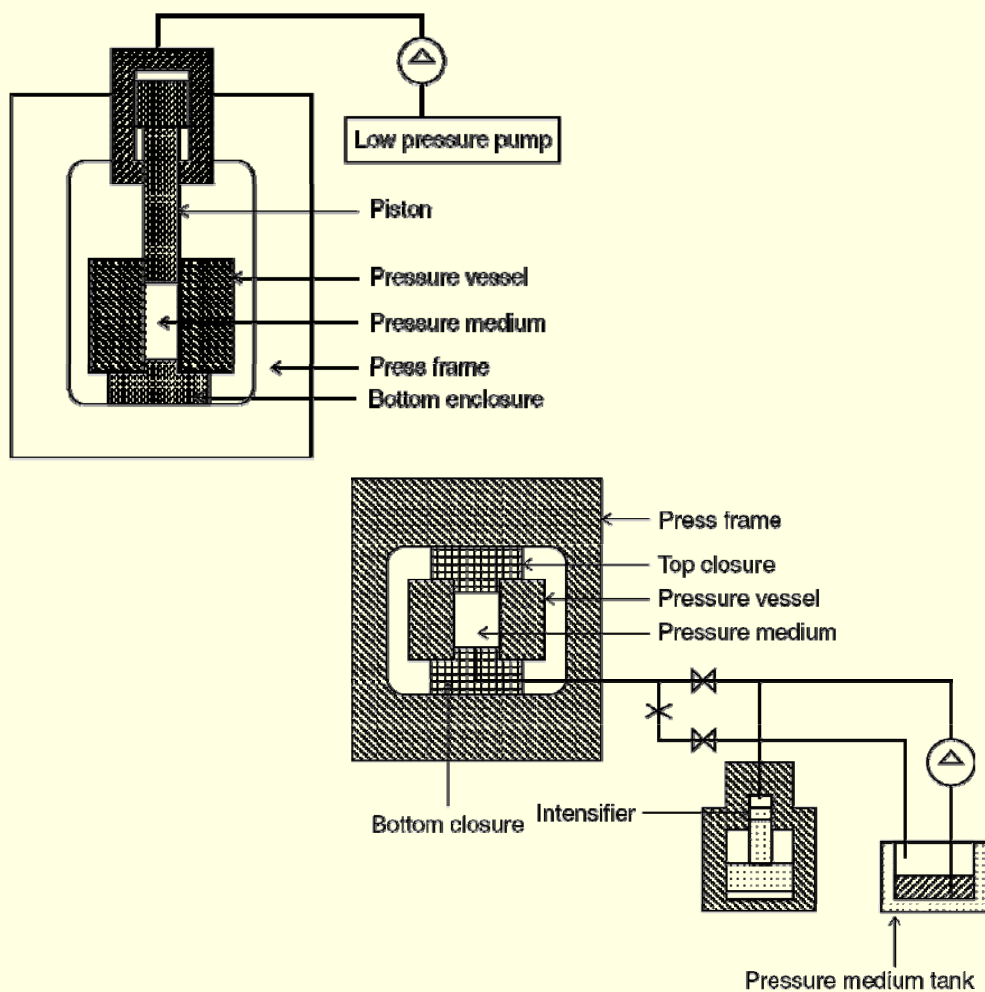 Low pressure pump
Piston
Pressure vessel
Pressure medium
Press frame
Bottom enclosure
Press frame
Top closure
Pressure vessel
Pressure medium
Bottom closure
Intensifier
Pressure medium tank